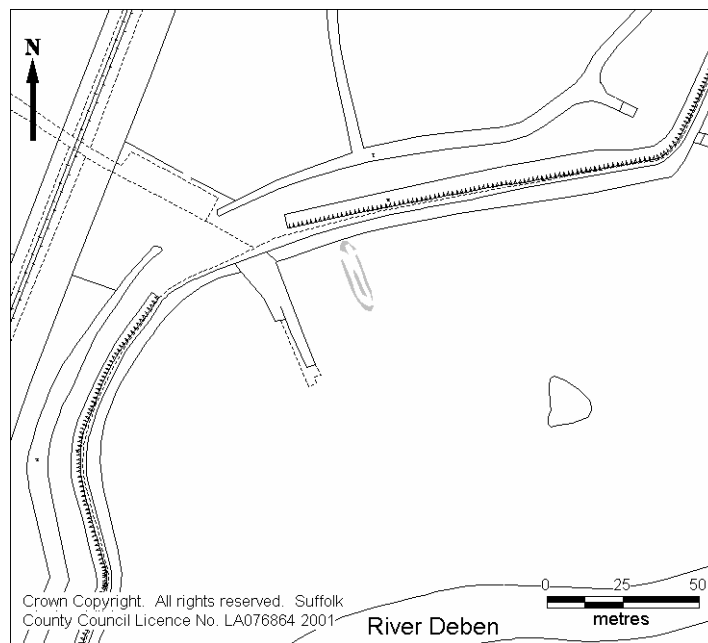 N
Crown Copyright. All rights reserved. Suffolk
County Council Licence No. LA076864 2001
River Deben
0 25 50
metres